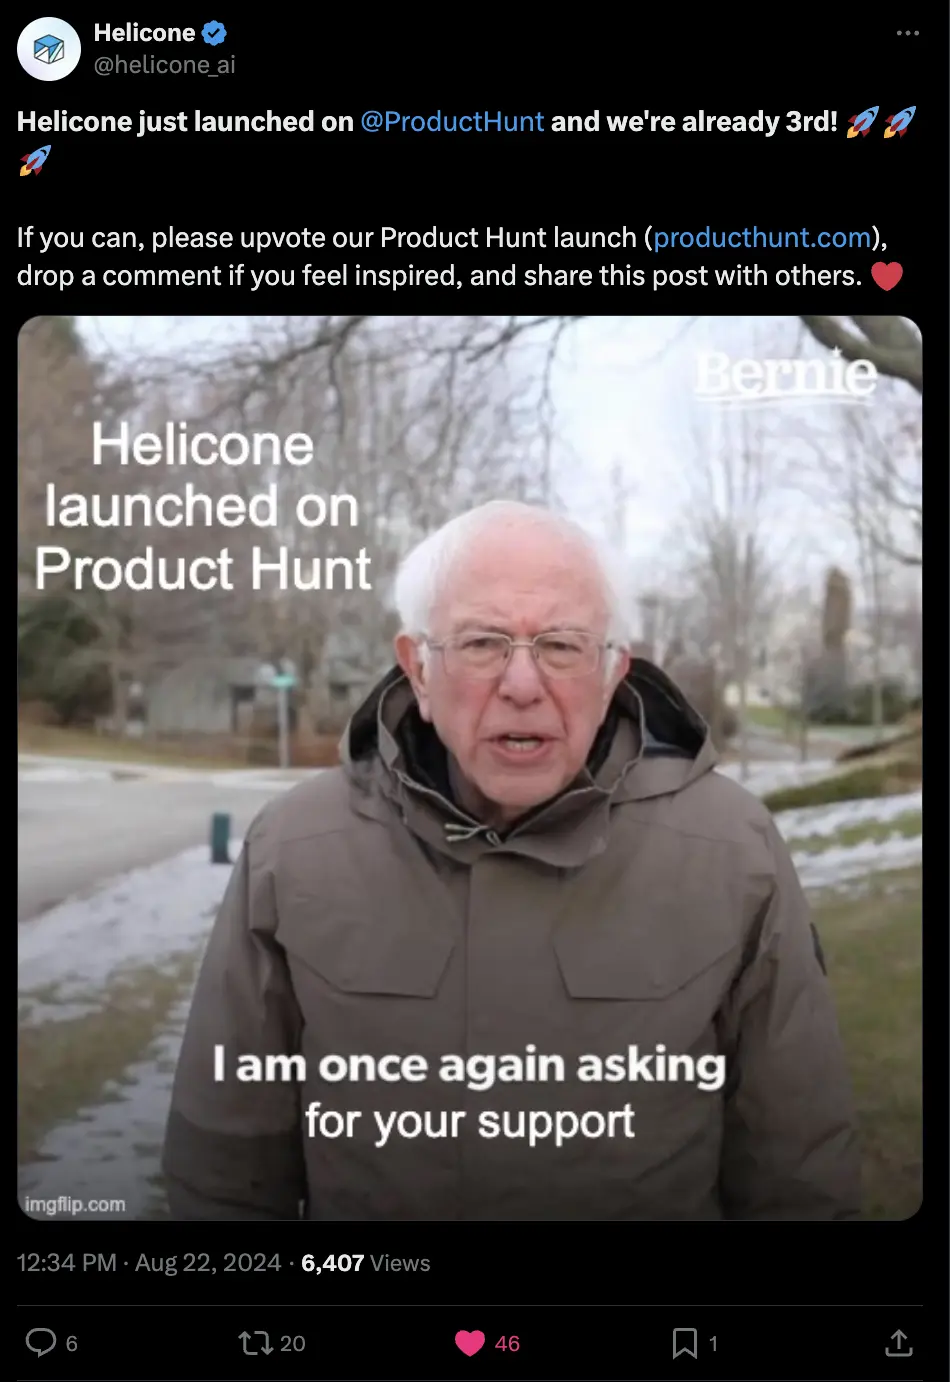 Helicone
@helicone_ai
Helicone just launched on @ProductHunt and we're already 3rd! 🚀🚀
🚀
If you can, please upvote our Product Hunt launch (producthunt.com),
drop a comment if you feel inspired, and share this post with others. ❤️
Bernie
Helicone
launched on
Product Hunt
I am once again asking
for your support
imgflip.com
12:34 PM · Aug 22, 2024 · 6,407 Views
6 20 46 1